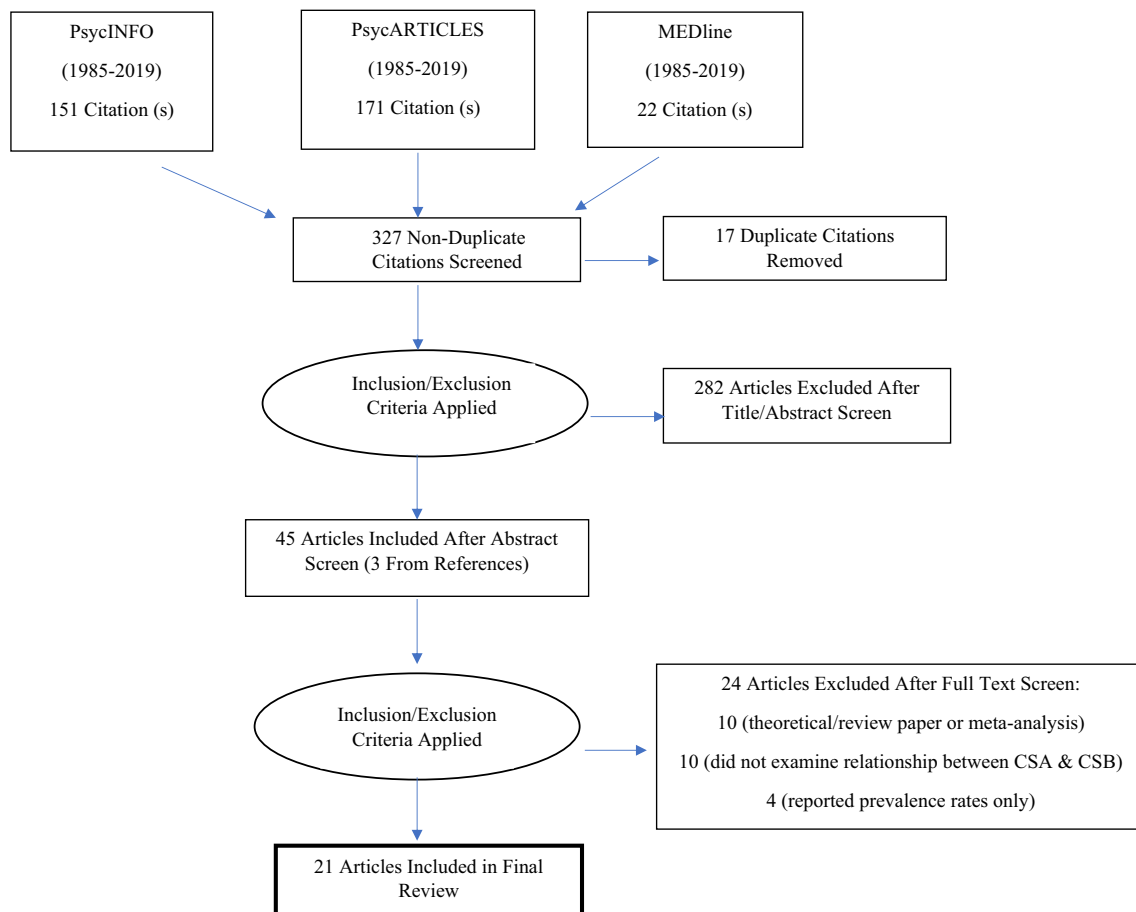 PsycINFO
(1985-2019)
151 Citation (s)
PsycARTICLES
(1985-2019)
171 Citation (s)
MEDline
(1985-2019)
22 Citation (s)
327 Non-Duplicate
Citations Screened
17 Duplicate Citations
Removed
Inclusion/Exclusion
Criteria Applied
282 Articles Excluded After
Title/Abstract Screen
45 Articles Included After Abstract
Screen (3 From References)
Inclusion/Exclusion
Criteria Applied
24 Articles Excluded After Full Text Screen:
10 (theoretical/review paper or meta-analysis)
10 (did not examine relationship between CSA & CSB)
4 (reported prevalence rates only)
21 Articles Included in Final
Review